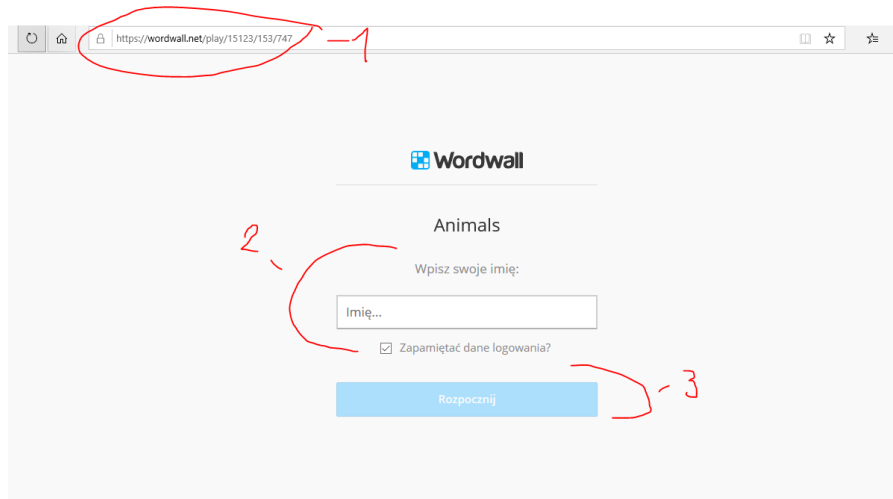 https://wordwall.net/play/15123/153/747 -1
Wordwall
Animals
2.
Wpisz swoje imię:
Imię...
Zapamiętać dane logowania?
Rozpocznij -3